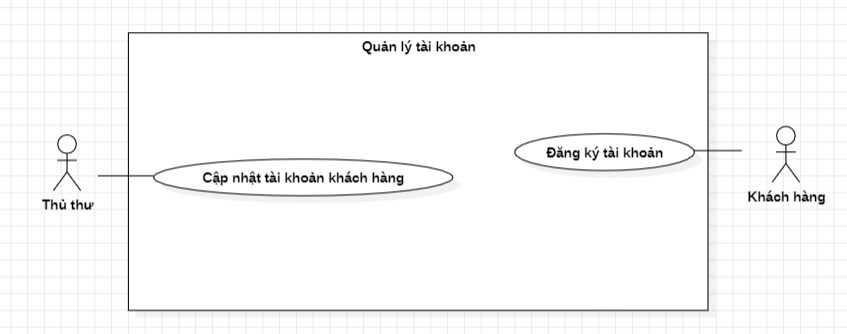 Quản lý tài khoản
Đăng ký tài khoản
Cập nhật tài khoản khách hàng
Khách hàng
Thủ thư